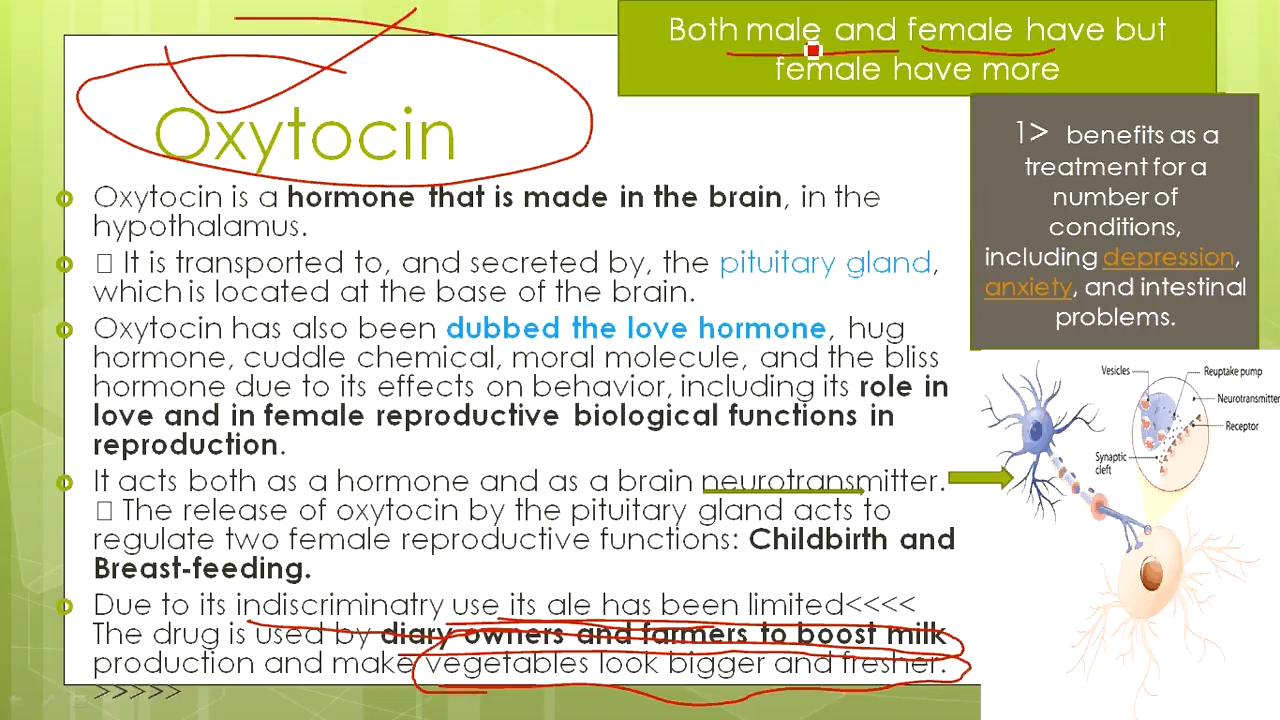 Both male and female have but
female have more
Oxytocin
1> benefits as a
treatment for a
number of
conditions,
including depression,
anxiety, and intestinal
problems.
Oxytocin is a hormone that is made in the brain, in the
hypothalamus.
It is transported to, and secreted by, the pituitary gland,
which is located at the base of the brain.
Oxytocin has also been dubbed the love hormone, hug
hormone, cuddle chemical, moral molecule, and the bliss
hormone due to its effects on behavior, including its role in
love and in female reproductive biological functions in
reproduction.
It acts both as a hormone and as a brain neurotransmitter.
The release of oxytocin by the pituitary gland acts to
regulate two female reproductive functions: Childbirth and
Breast-feeding.
Due to its indiscriminatry use its ale has been limited<<<<
The drug is used by diary owners and farmers to boost milk
production and make vegetables look bigger and fresher.
>>>>>
Vesicles
Reuptake pump
Neurotransmitter
Receptor
Synaptic
cleft